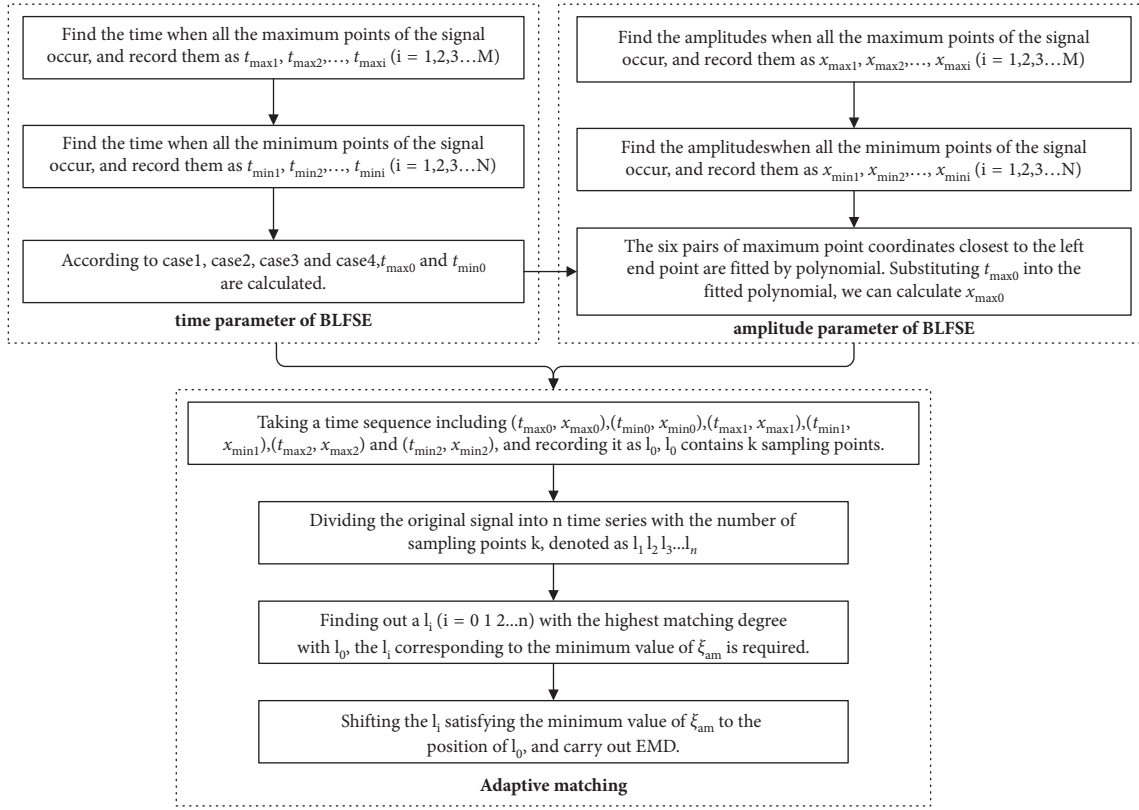 Find the time when all the maximum points of the signal
occur, and record them as t_max1, t_max2,…, t_maxi (i = 1,2,3…M)
Find the time when all the minimum points of the signal
occur, and record them as t_min1, t_min2,…, t_mini (i = 1,2,3…N)
According to case1, case2, case3 and case4,t_max0 and t_min0
are calculated.
time parameter of BLFSE
Find the amplitudes when all the maximum points of the signal
occur, and record them as x_max1, x_max2,…, x_maxi (i = 1,2,3…M)
Find the amplitudeswhen all the minimum points of the signal
occur, and record them as x_min1, x_min2,…, x_mini (i = 1,2,3…N)
The six pairs of maximum point coordinates closest to the left
end point are fitted by polynomial. Substituting t_max0 into the
fitted polynomial, we can calculate x_max0
amplitude parameter of BLFSE
Taking a time sequence including (t_max0, x_max0),(t_min0, x_min0),(t_max1, x_max1),(t_min1,
x_min1),(t_max2, x_max2) and (t_min2, x_min2), and recording it as l_0, l_0 contains k sampling points.
Dividing the original signal into n time series with the number of
sampling points k, denoted as l_1 l_2 l_3...l_n
Finding out a l_i (i = 0 1 2...n) with the highest matching degree
with l_0, the l_i corresponding to the minimum value of ξ_am is required.
Shifting the l_i satisfying the minimum value of ξ_am to the
position of l_0, and carry out EMD.
Adaptive matching